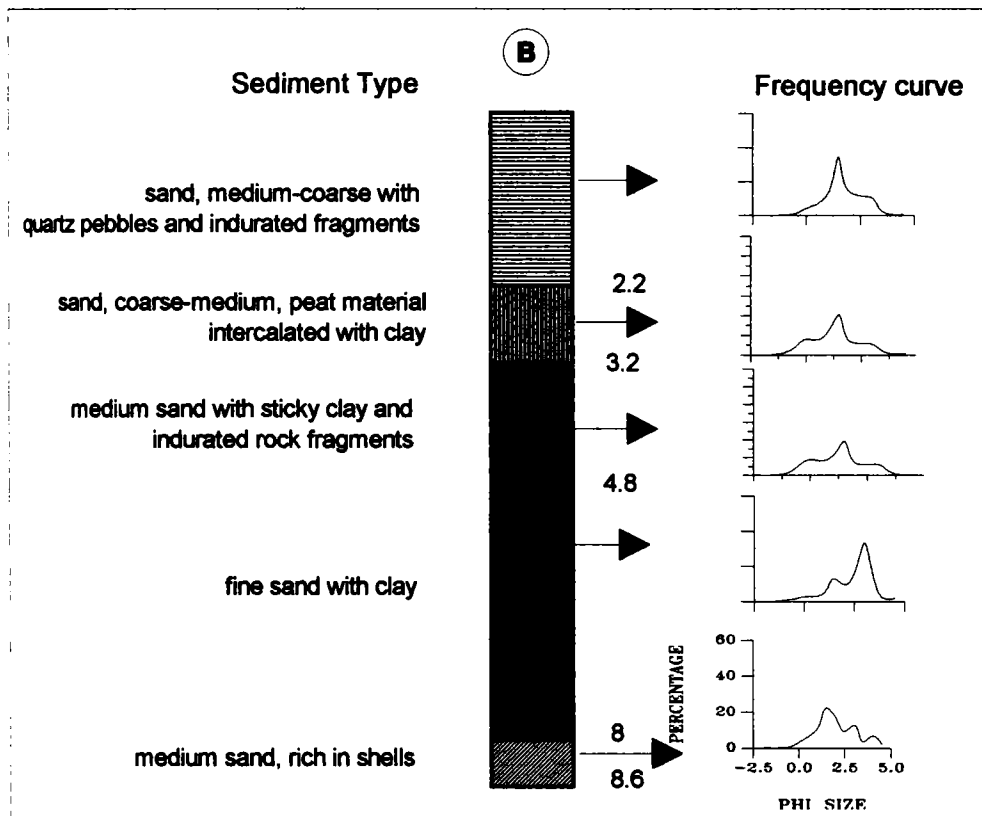 B
Sediment Type
Frequency curve
sand, medium-coarse with
quartz pebbles and indurated fragments
2.2
sand, coarse-medium, peat material
intercalated with clay
3.2
medium sand with sticky clay and
indurated rock fragments
4.8
fine sand with clay
8
medium sand, rich in shells
8.6
PERCENTAGE
60
40
20
0
-2.5 0.0 2.5 5.0
PHI SIZE